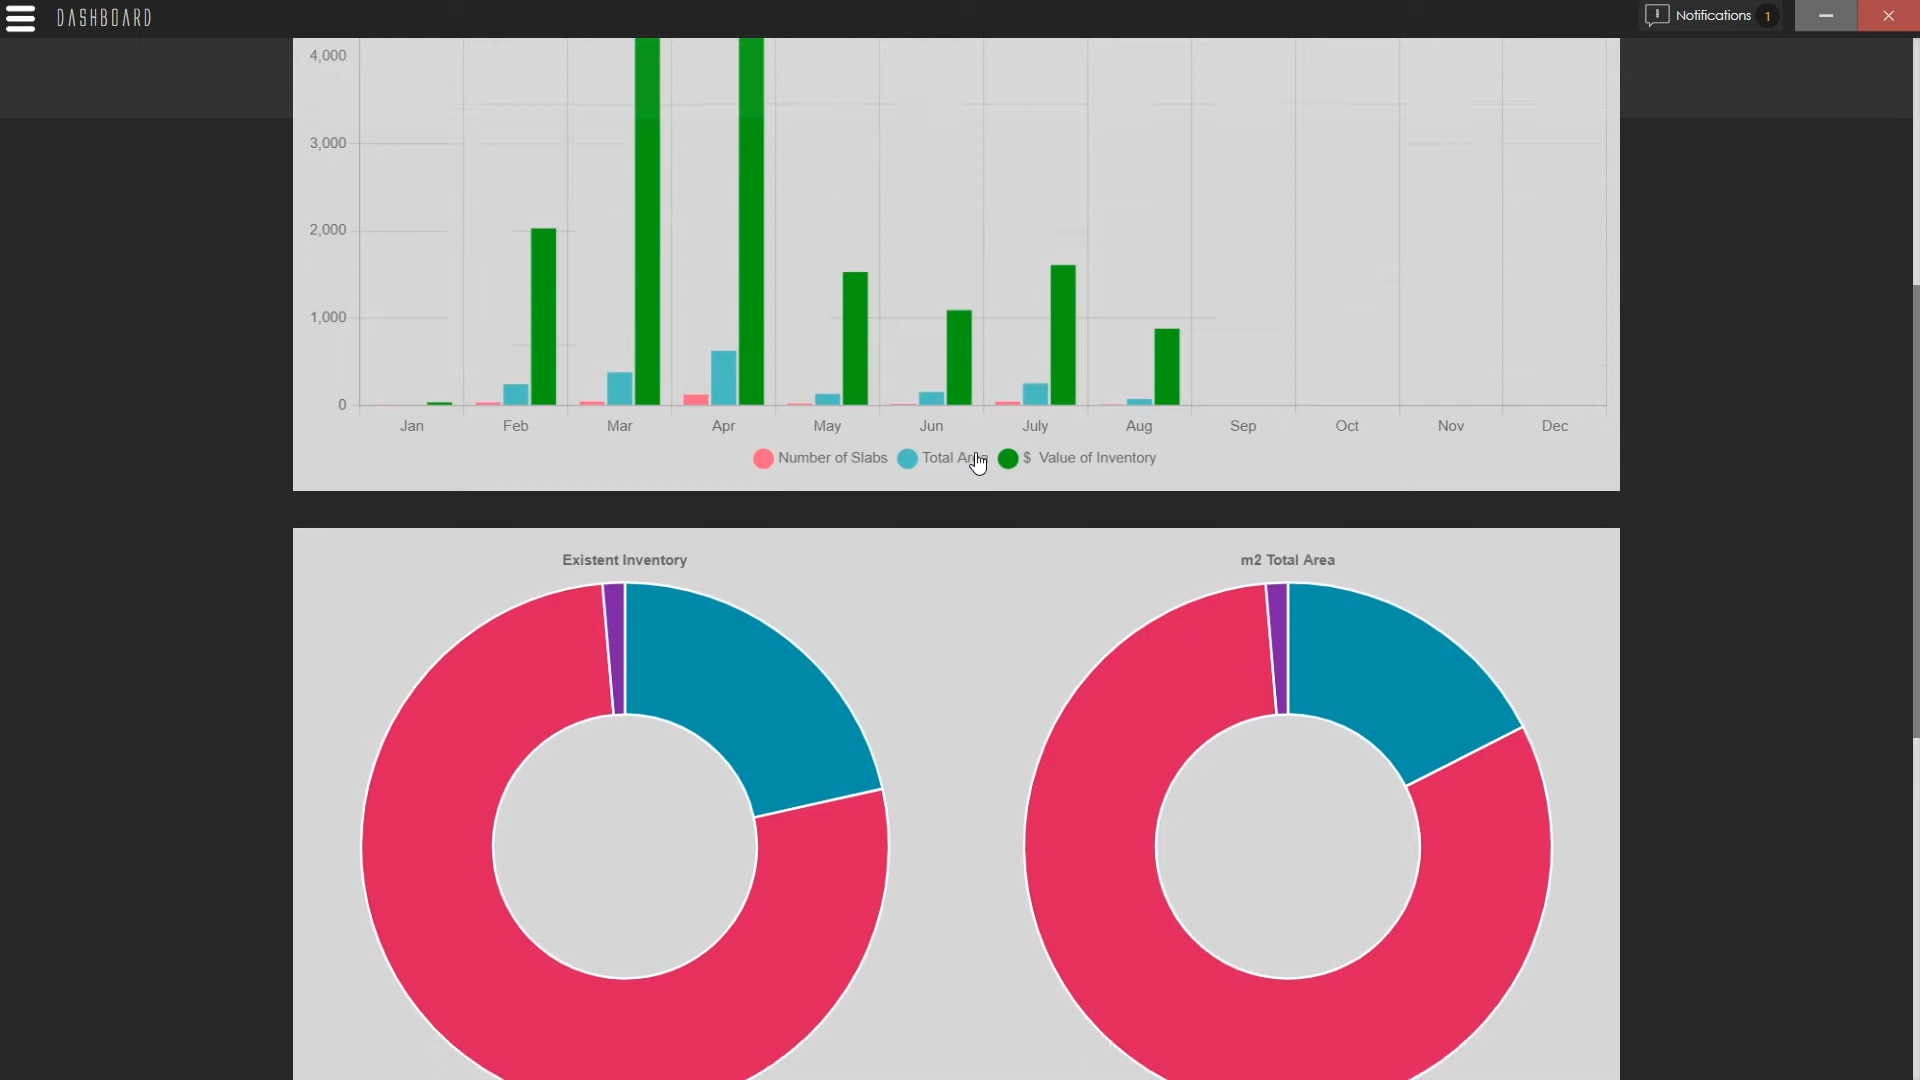 DASHBOARD
Notifications 1
4,000
3,000
2,000
1,000
0
Jan Feb Mar Apr May Jun July Aug Sep Oct Nov Dec
Number of Slabs Total Area $ Value of Inventory
Existent Inventory m2 Total Area